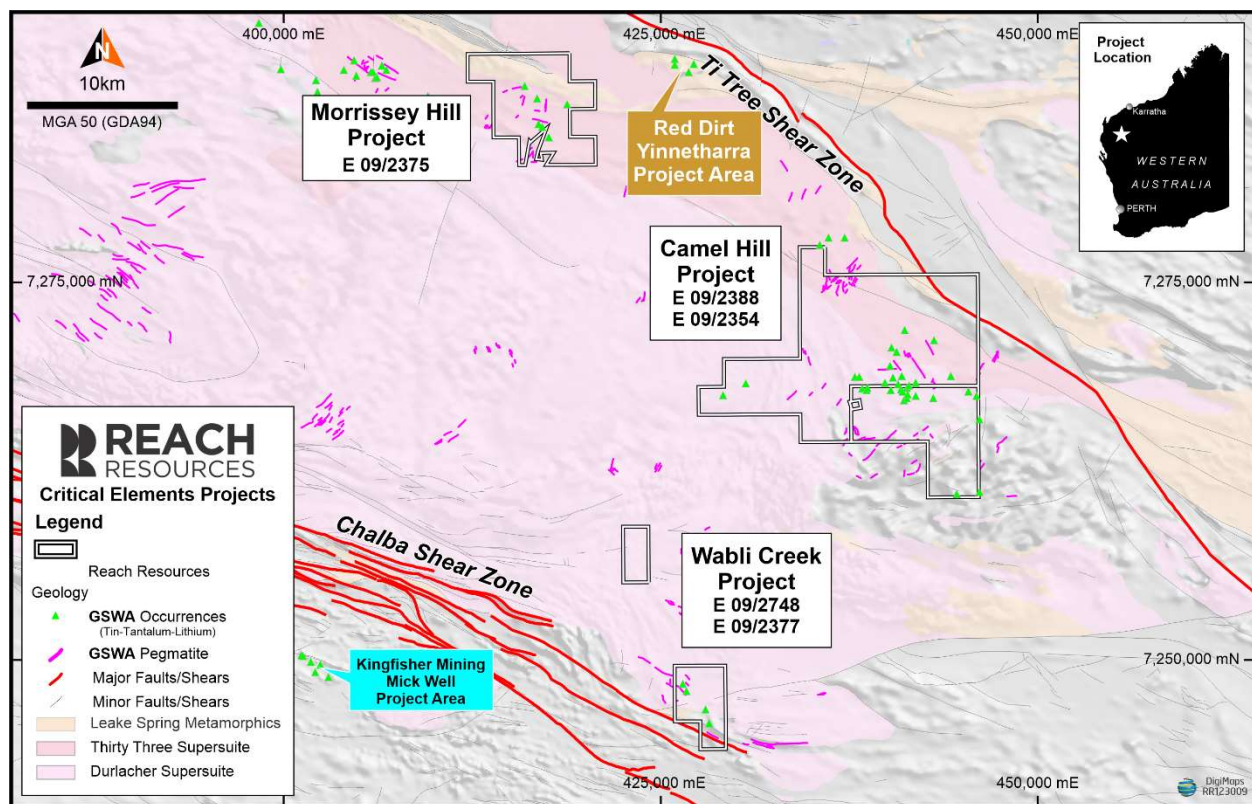 400,000 mE
425,000 mE
450,000 mE
N
10km
MGA 50 (GDA94)
Morrissey Hill
Project
E 09/2375
Red Dirt
Yinnetharra
Project Area
Ti Tree Shear Zone
Project
Location
Karratha
WESTERN
AUSTRALIA
PERTH
7,275,000 mN
7,275,000 mN
Camel Hill
Project
E 09/2388
E 09/2354
REACH
RESOURCES
Critical Elements Projects
Legend
Reach Resources
Geology
GSWA Occurrences
(Tin-Tantalum-Lithium)
GSWA Pegmatite
Major Faults/Shears
Minor Faults/Shears
Leake Spring Metamorphics
Thirty Three Supersuite
Durlacher Supersuite
Chalba Shear Zone
Wabli Creek
Project
E 09/2748
E 09/2377
Kingfisher Mining
Mick Well
Project Area
7,250,000 mN
425,000 mE
450,000 mE
DigiMaps
RR123009